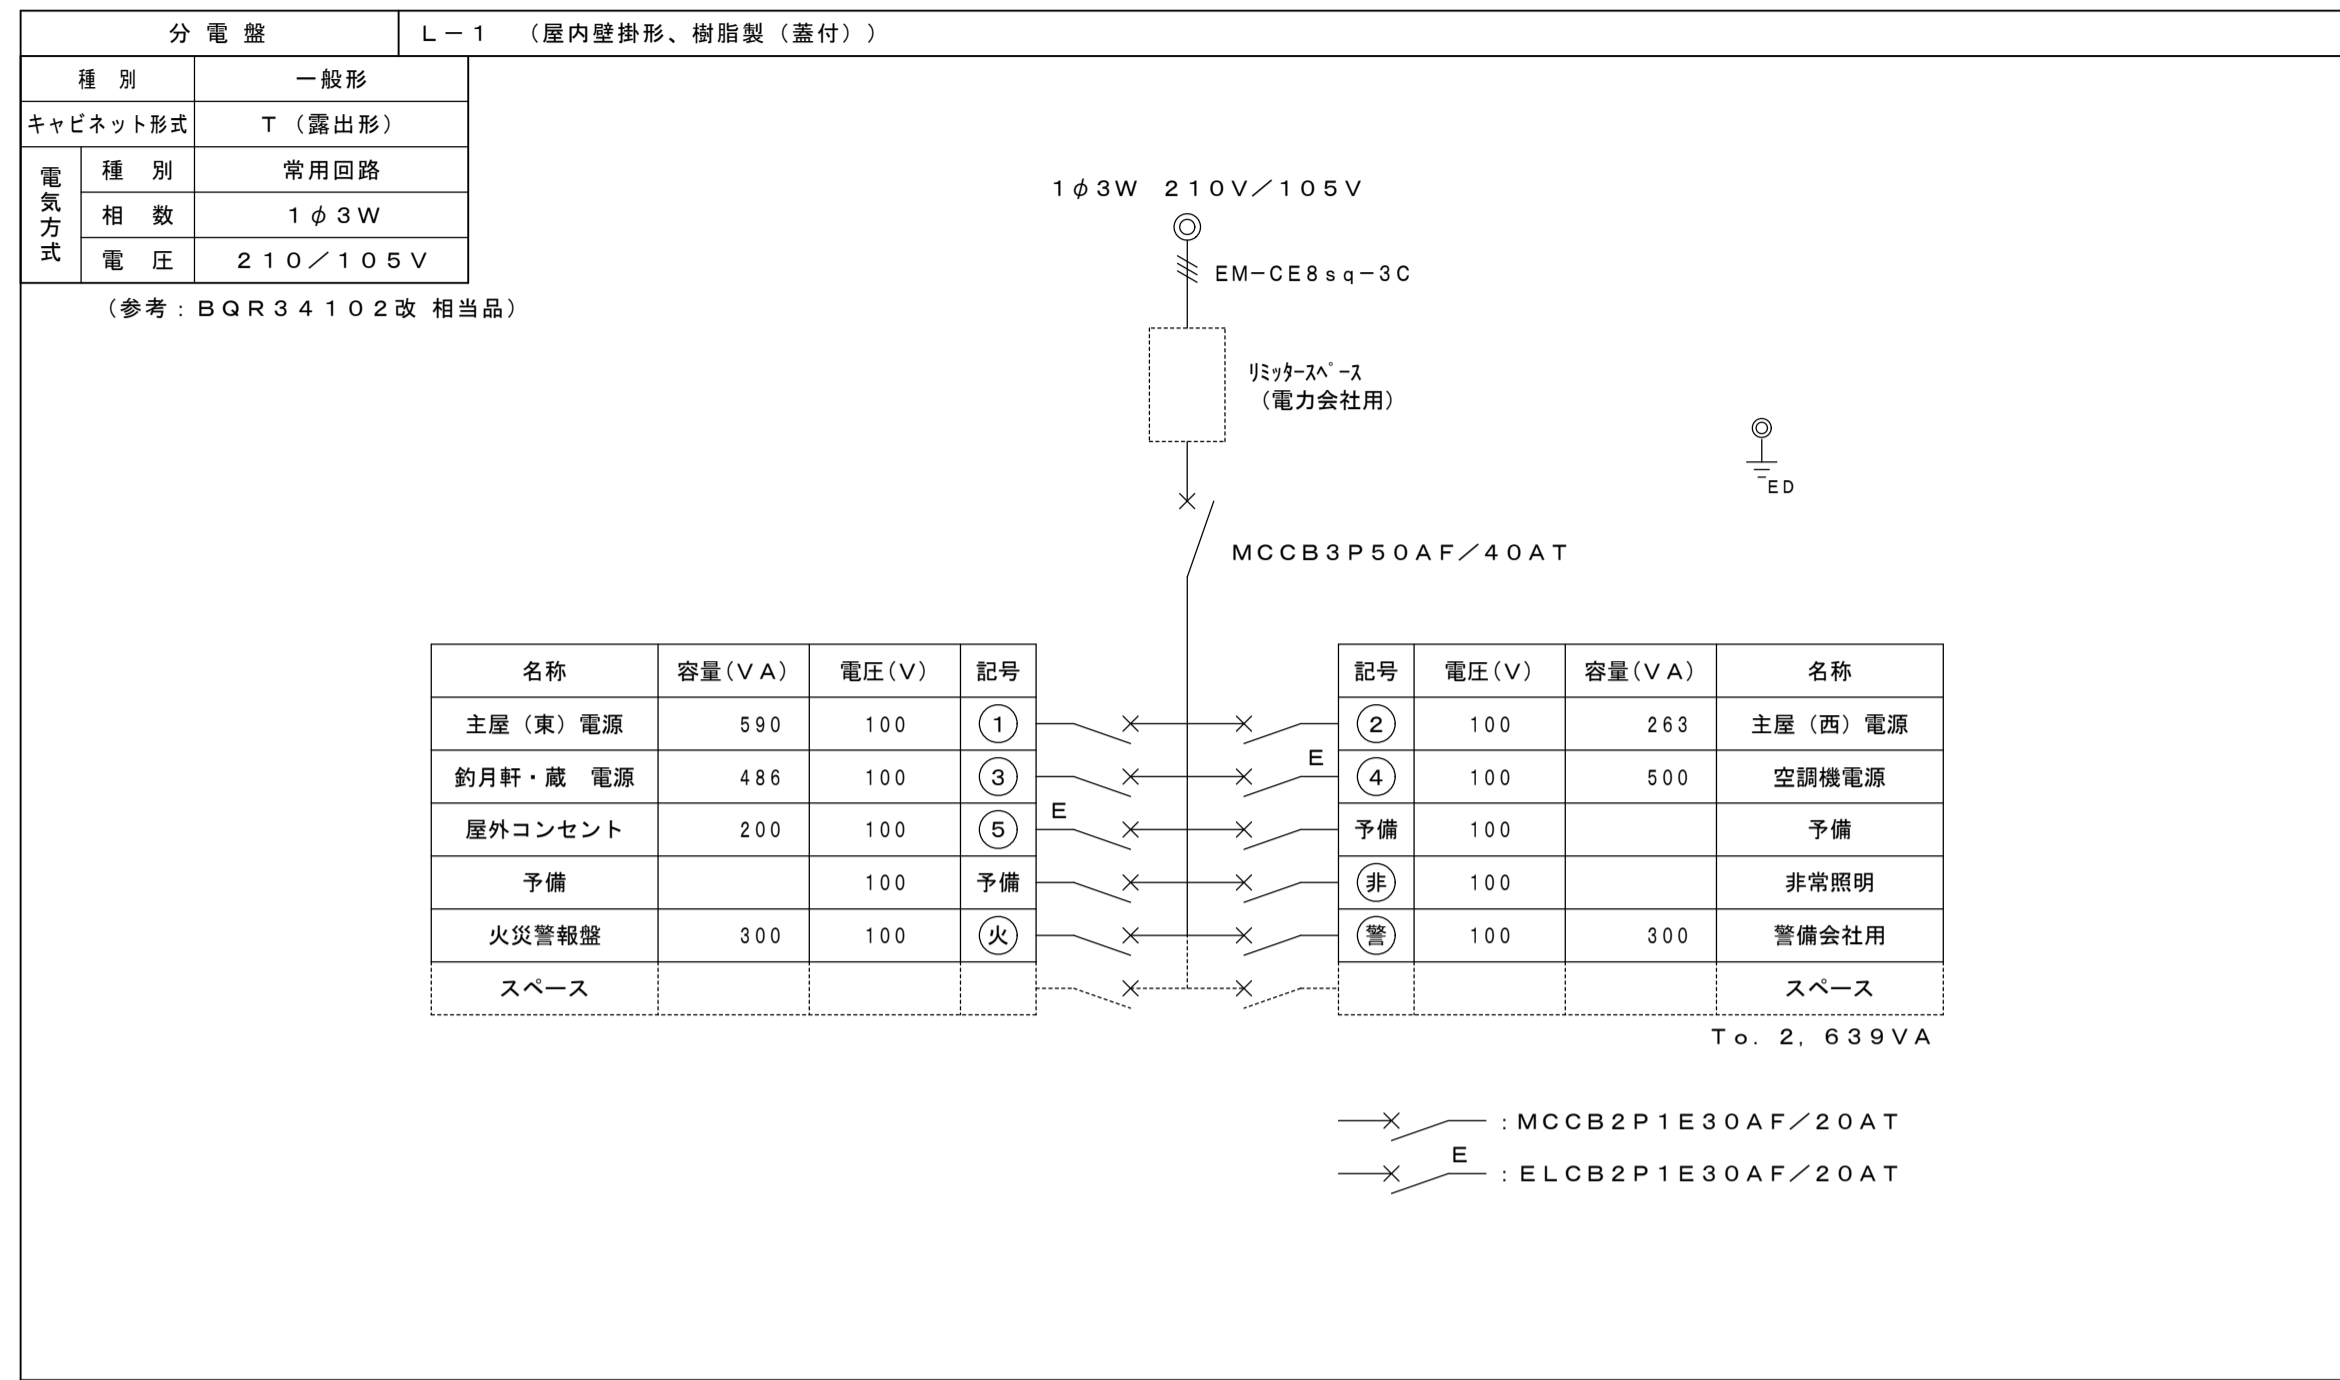 分電盤 L－1 （屋内壁掛形、樹脂製（蓋付））
種別 一般形
キャビネット形式 T（露出形）
電気方式
種別 常用回路
相数 1φ3W
電圧 210／105V
（参考：BQR34102改 相当品）
1φ3W 210V／105V
EM－CE8sq－3C
ﾘﾐｯﾀｰｽﾍﾟｰｽ
（電力会社用）
ED
MCCB3P50AF／40AT
名称 容量(VA) 電圧(V) 記号 記号 電圧(V) 容量(VA) 名称
主屋（東）電源 590 100 ① ② 100 263 主屋（西）電源
釣月軒・蔵 電源 486 100 ③ E ④ 100 500 空調機電源
屋外コンセント 200 100 ⑤ E 予備 100 予備
予備 100 予備 非 100 非常照明
火災警報盤 300 100 火 警 100 300 警備会社用
スペース スペース
To. 2, 639VA
：MCCB2P1E30AF／20AT
E
：ELCB2P1E30AF／20AT